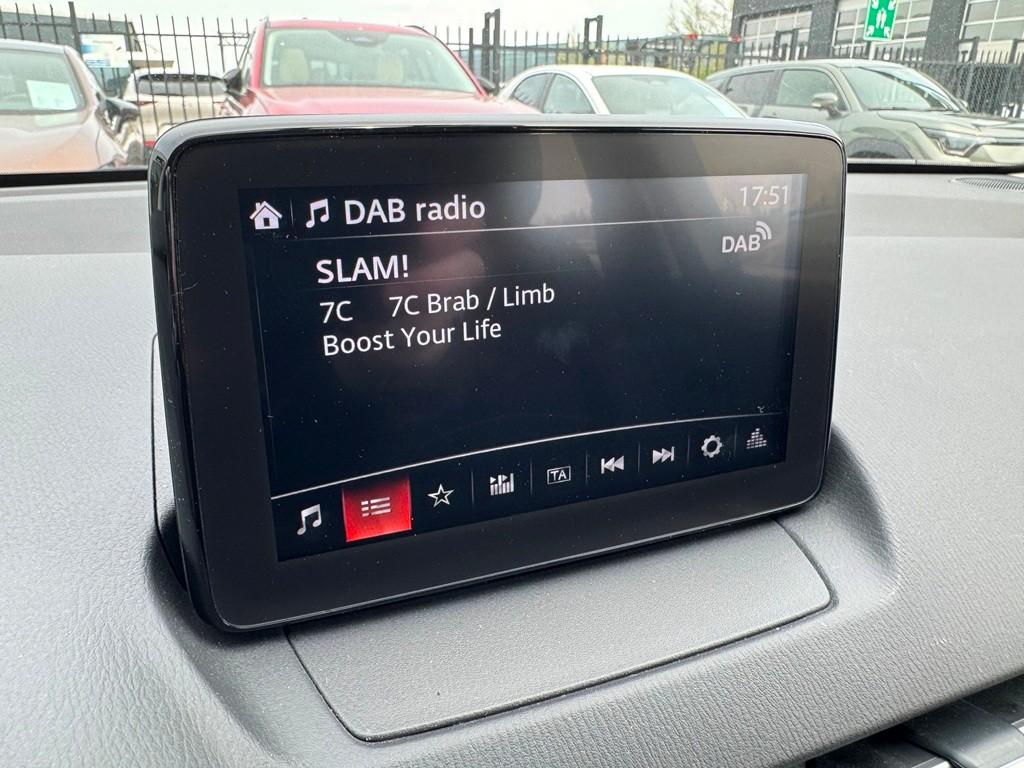 DAB radio
17:51
DAB
SLAM!
7C 7C Brab / Limb
Boost Your Life
TA